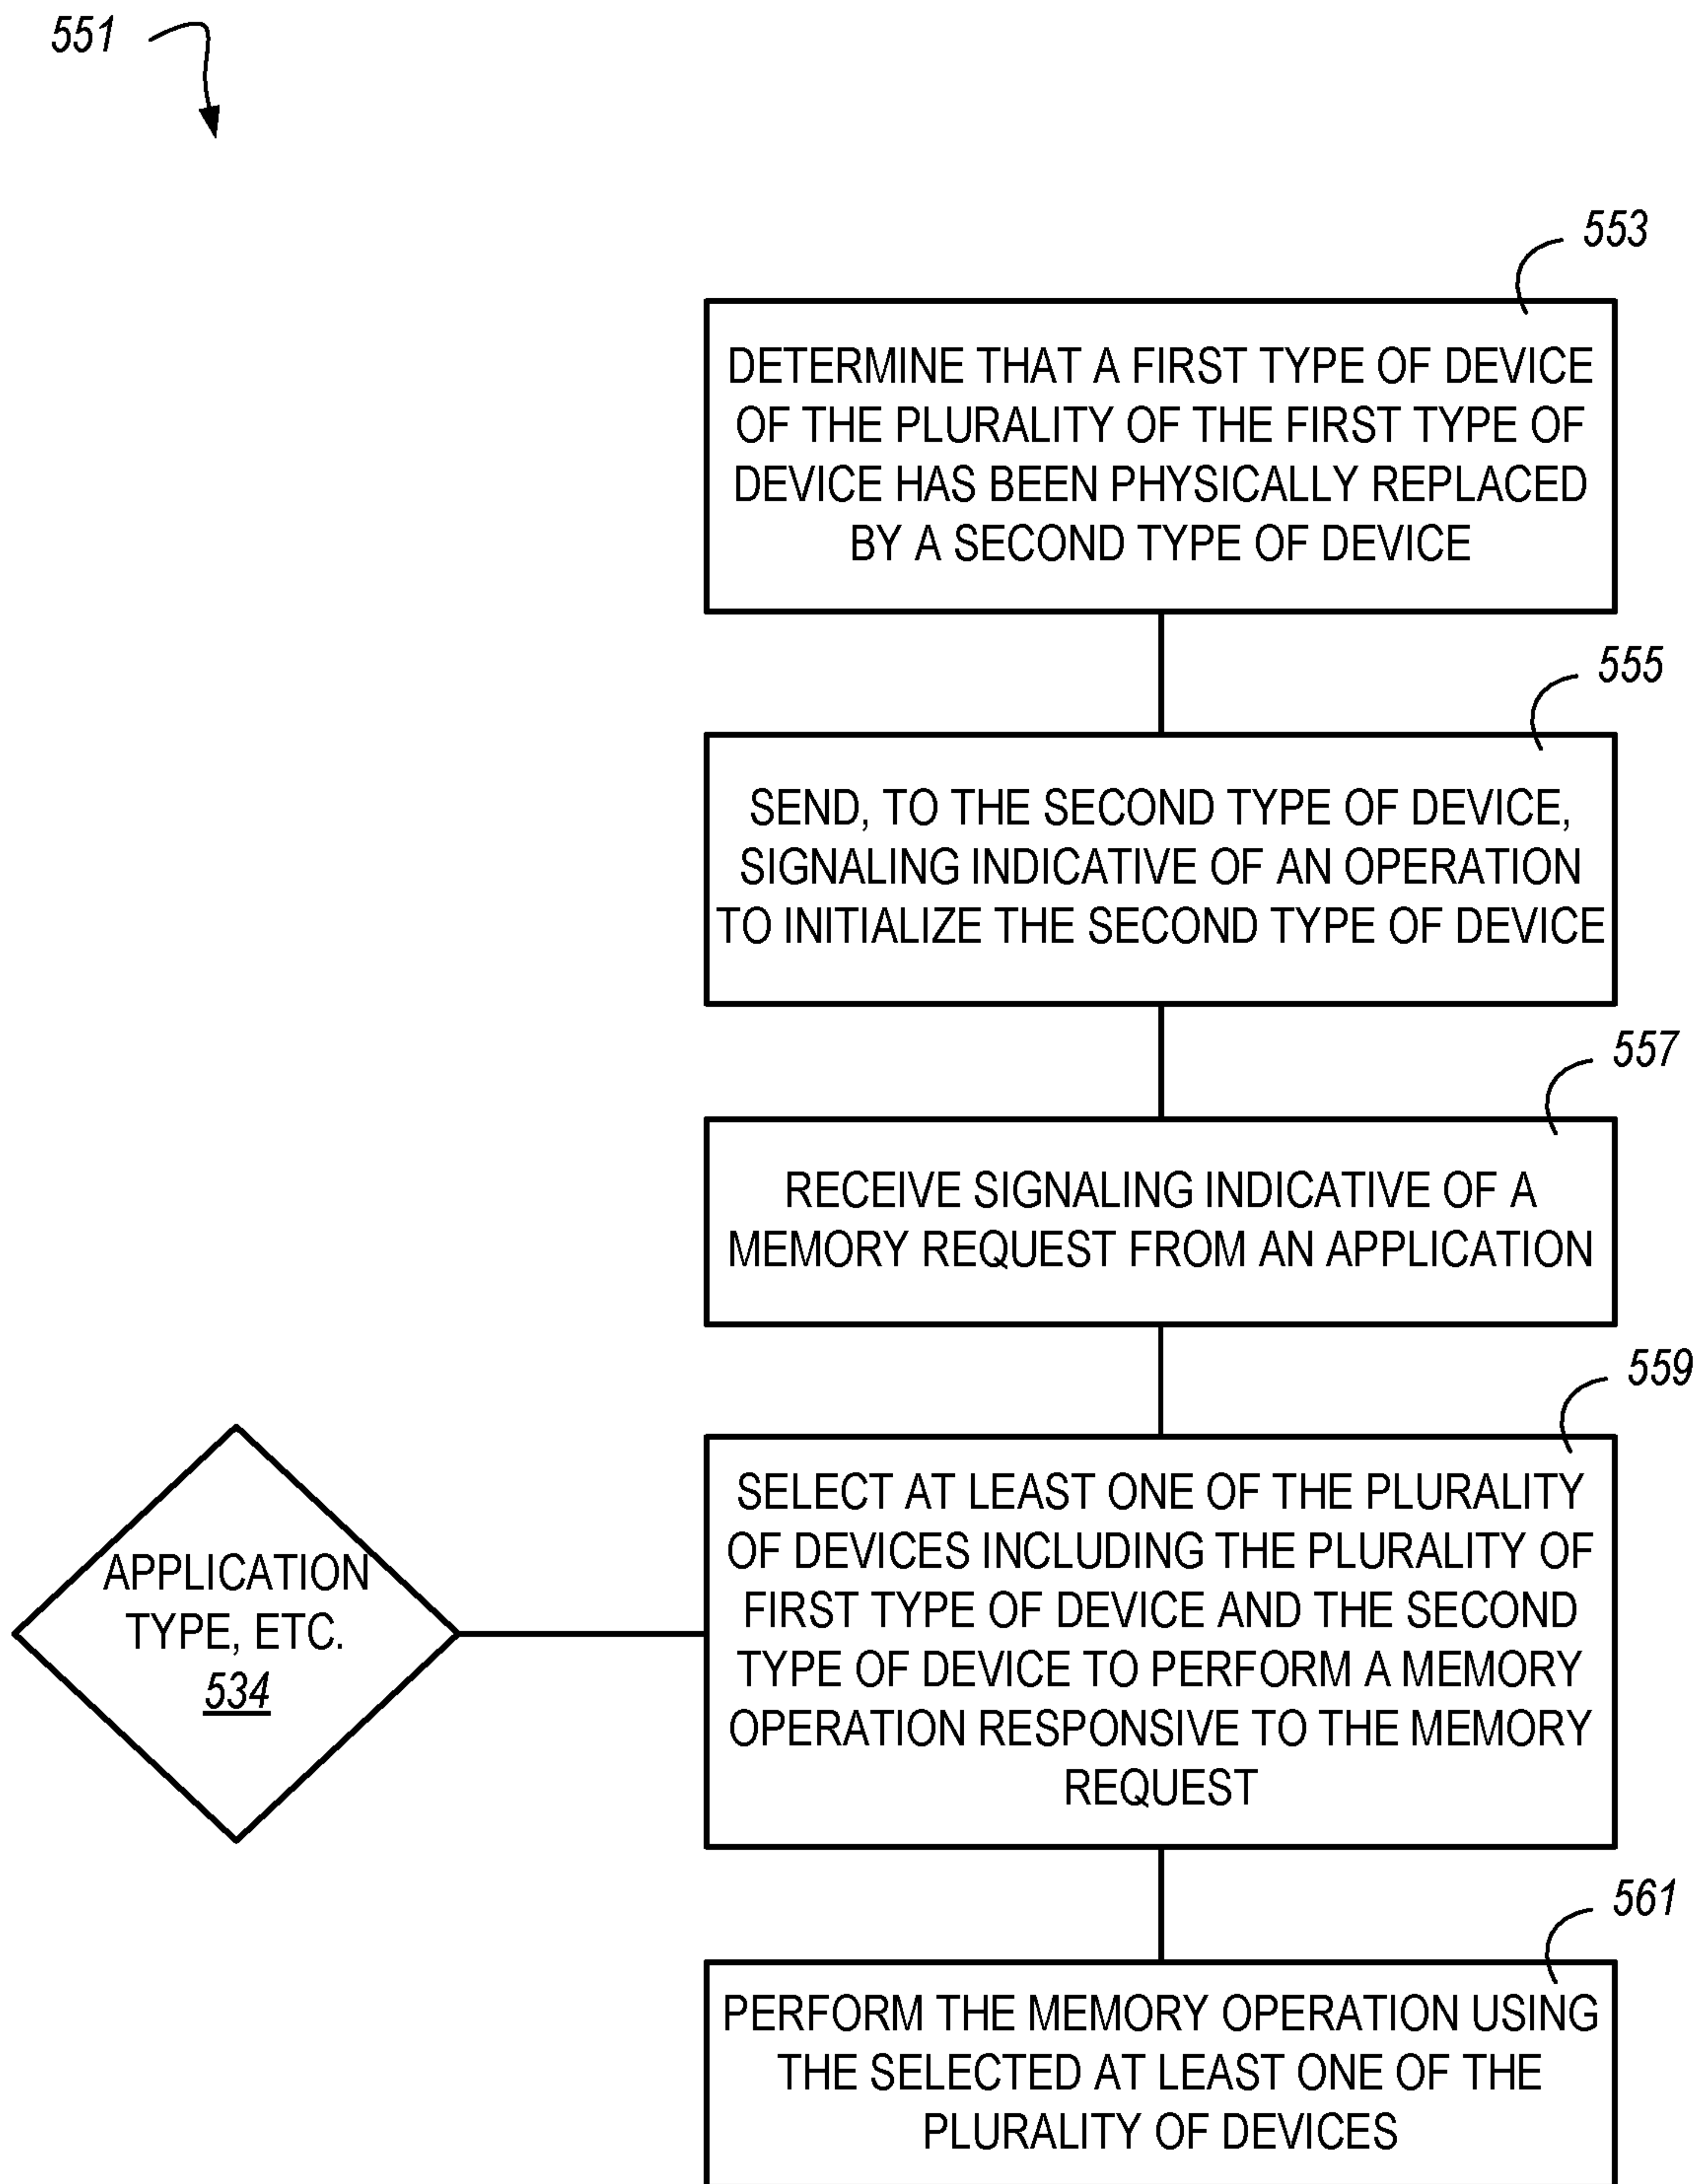 551
553
DETERMINE THAT A FIRST TYPE OF DEVICE
OF THE PLURALITY OF THE FIRST TYPE OF
DEVICE HAS BEEN PHYSICALLY REPLACED
BY A SECOND TYPE OF DEVICE
555
SEND, TO THE SECOND TYPE OF DEVICE,
SIGNALING INDICATIVE OF AN OPERATION
TO INITIALIZE THE SECOND TYPE OF DEVICE
557
RECEIVE SIGNALING INDICATIVE OF A
MEMORY REQUEST FROM AN APPLICATION
559
SELECT AT LEAST ONE OF THE PLURALITY
OF DEVICES INCLUDING THE PLURALITY OF
FIRST TYPE OF DEVICE AND THE SECOND
TYPE OF DEVICE TO PERFORM A MEMORY
OPERATION RESPONSIVE TO THE MEMORY
REQUEST
APPLICATION
TYPE, ETC.
534
561
PERFORM THE MEMORY OPERATION USING
THE SELECTED AT LEAST ONE OF THE
PLURALITY OF DEVICES